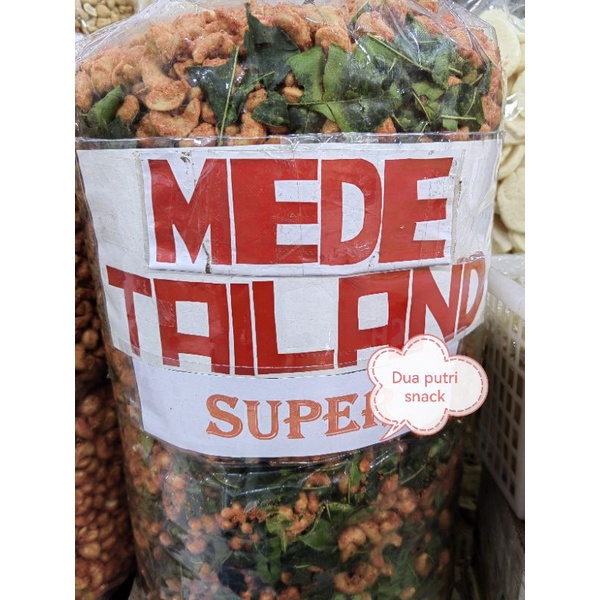 MEDE
TAILAND
SUPER
Dua putri
snack